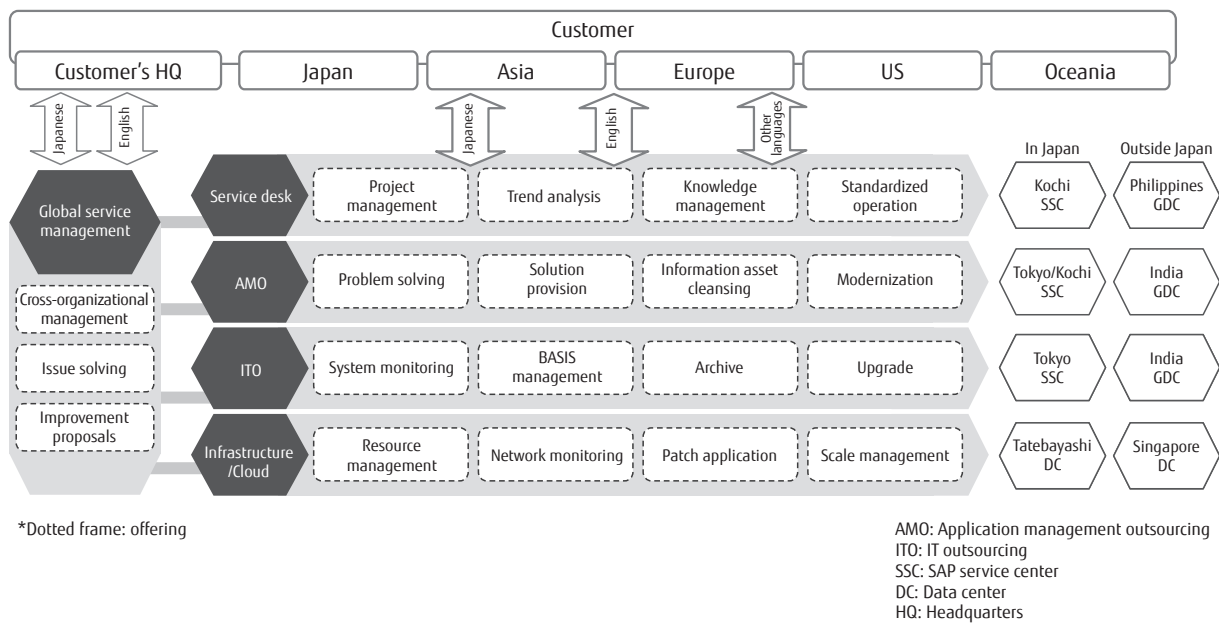 Customer
Customer's HQ
Japan
Asia
Europe
US
Oceania
Japanese
English
Japanese
English
Other
languages
In Japan
Outside Japan
Global service
management
Cross-organizational
management
Issue solving
Improvement
proposals
Service desk
Project
management
Trend analysis
Knowledge
management
Standardized
operation
Kochi
SSC
Philippines
GDC
AMO
Problem solving
Solution
provision
Information asset
cleansing
Modernization
Tokyo/Kochi
SSC
India
GDC
ITO
System monitoring
BASIS
management
Archive
Upgrade
Tokyo
SSC
India
GDC
Infrastructure
/Cloud
Resource
management
Network monitoring
Patch application
Scale management
Tatebayashi
DC
Singapore
DC
*Dotted frame: offering
AMO: Application management outsourcing
ITO: IT outsourcing
SSC: SAP service center
DC: Data center
HQ: Headquarters